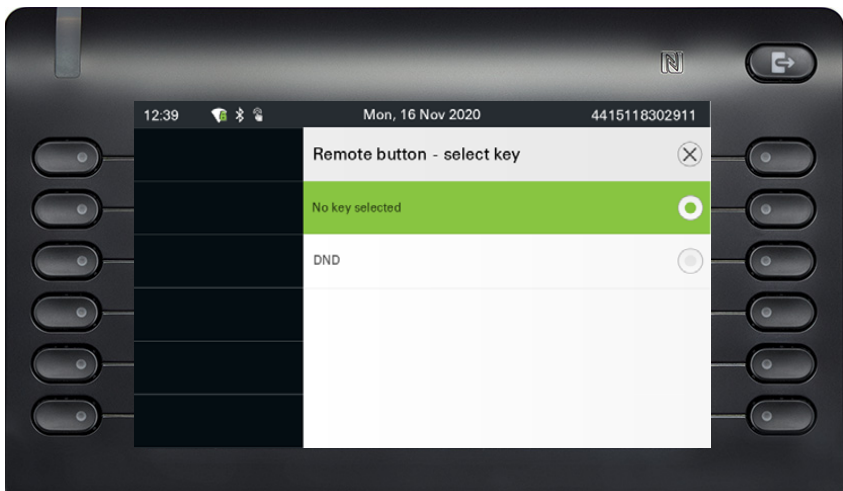 12:39 Mon, 16 Nov 2020 4415118302911
Remote button - select key
No key selected
DND